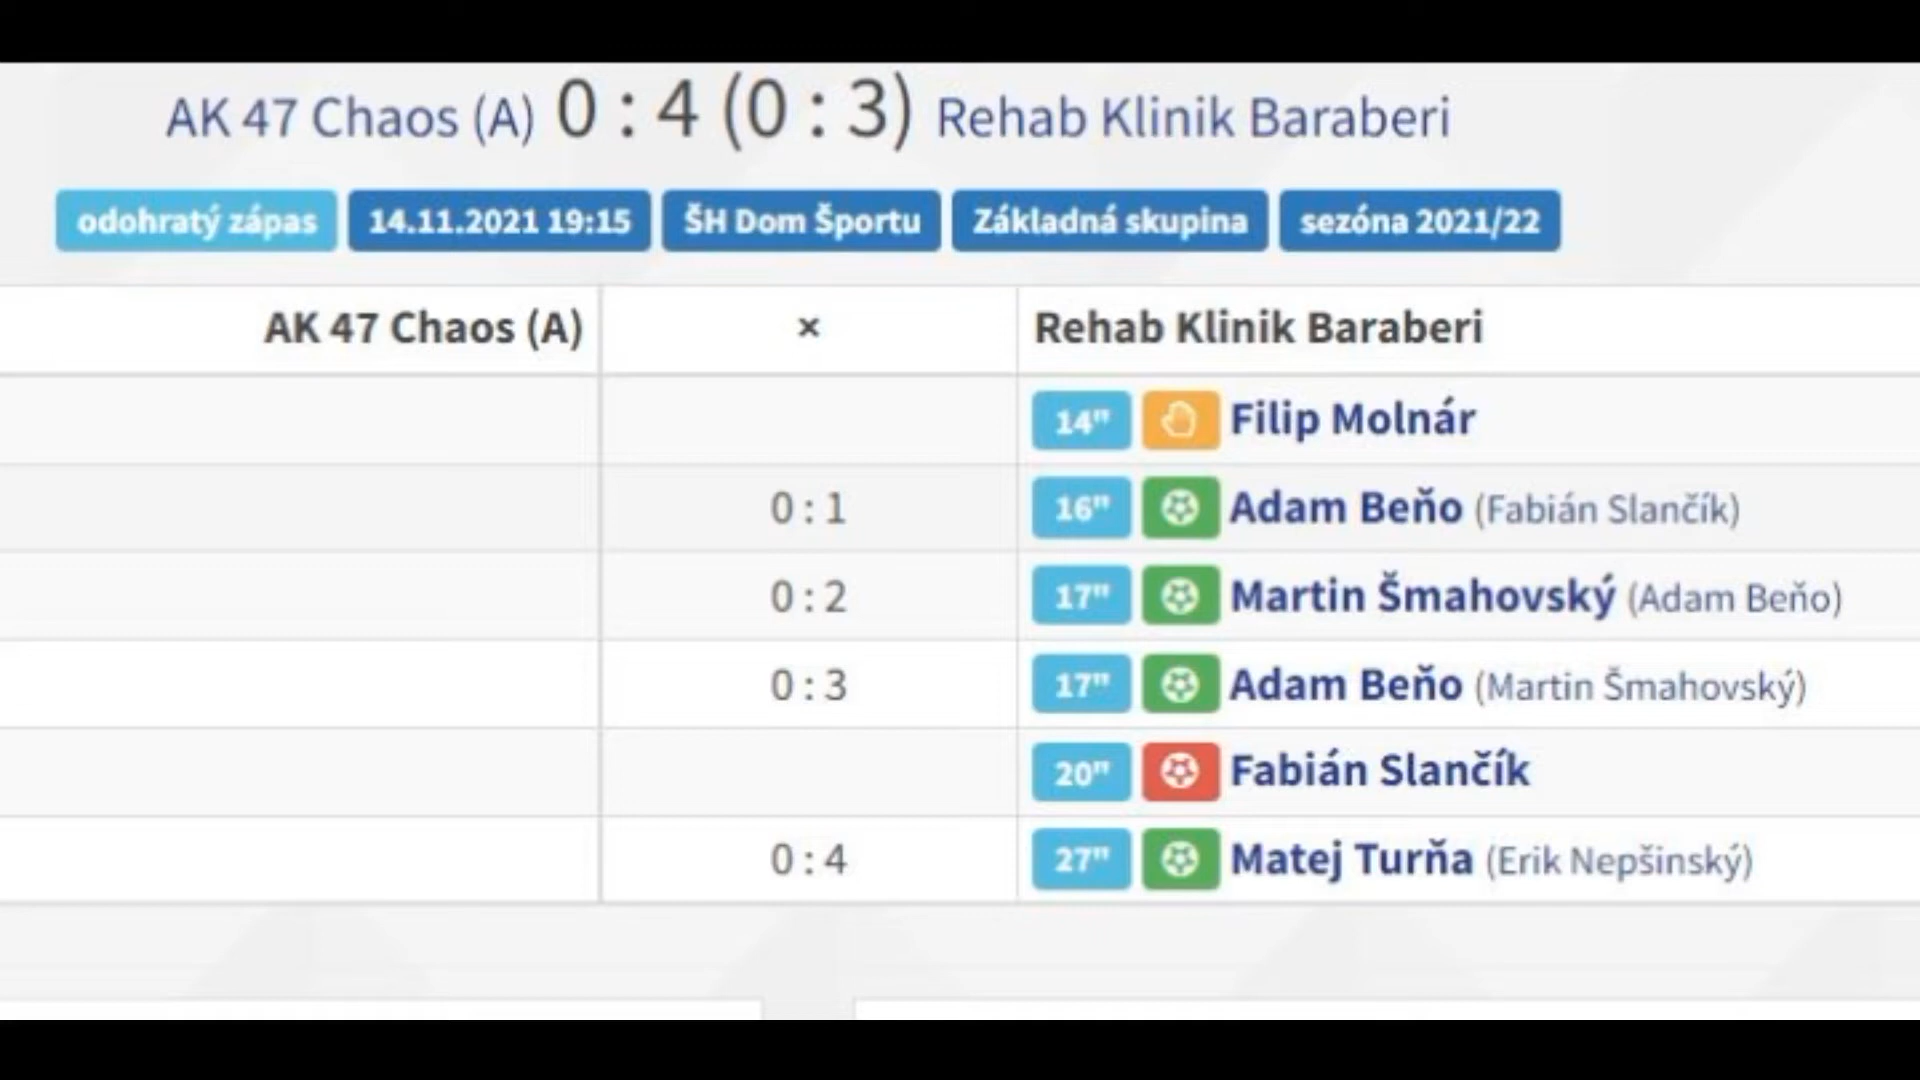 AK 47 Chaos (A) 0 : 4 (0 : 3) Rehab Klinik Baraberi
odohratý zápas 14.11.2021 19:15 ŠH Dom Športu Základná skupina sezóna 2021/22
AK 47 Chaos (A) × Rehab Klinik Baraberi
14" Filip Molnár
0 : 1 16" Adam Beňo (Fabián Slančík)
0 : 2 17" Martin Šmahovský (Adam Beňo)
0 : 3 17" Adam Beňo (Martin Šmahovský)
20" Fabián Slančík
0 : 4 27" Matej Turňa (Erik Nepšinský)